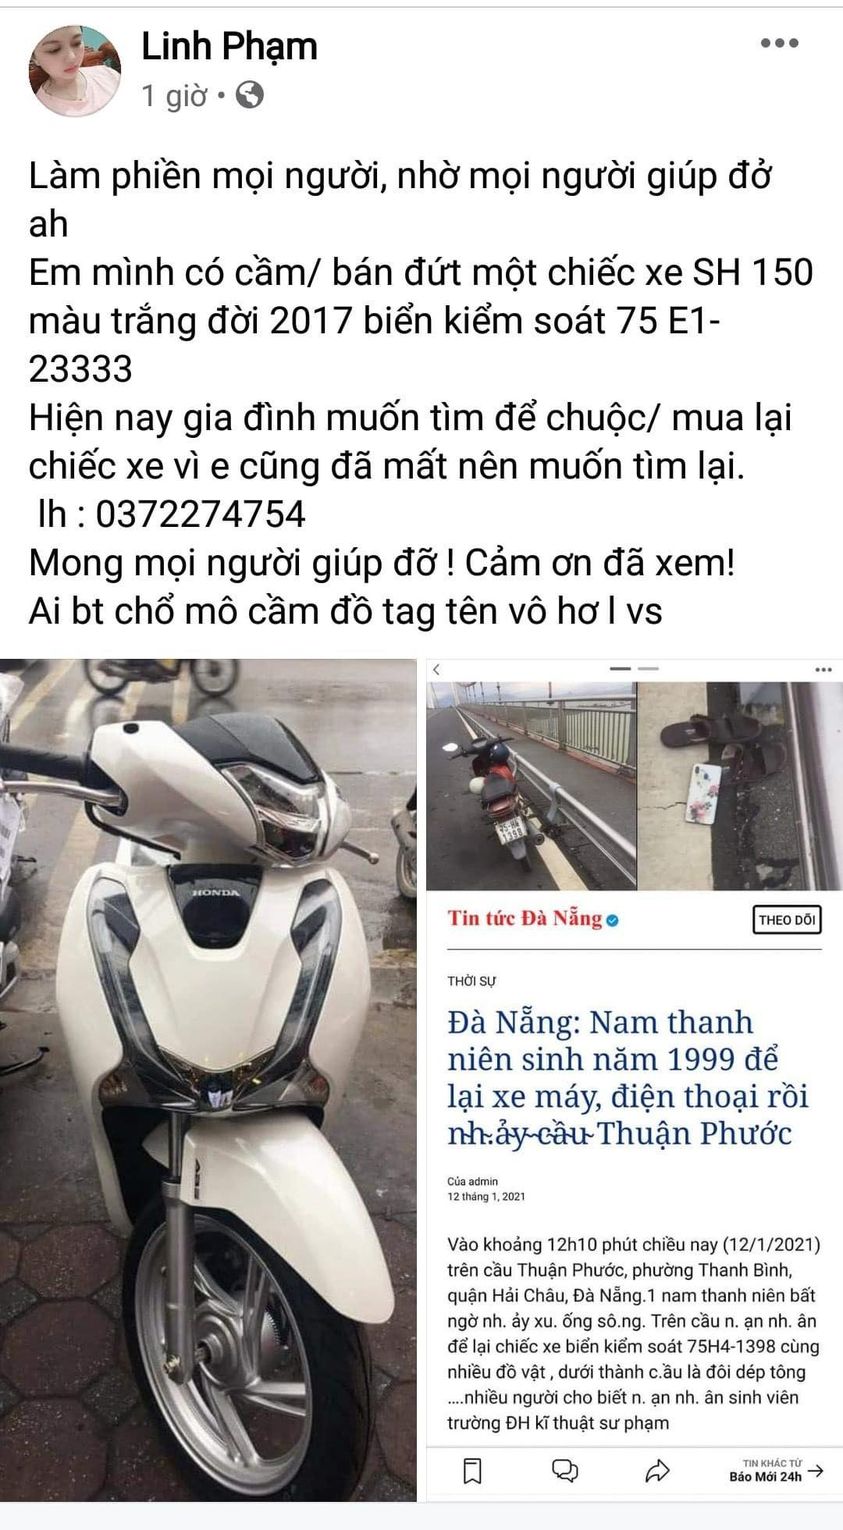 Linh Phạm
1 giờ
Làm phiền mọi người, nhờ mọi người giúp đở
ah
Em mình có cầm/ bán đứt một chiếc xe SH 150
màu trắng đời 2017 biển kiểm soát 75 E1-
23333
Hiện nay gia đình muốn tìm để chuộc/ mua lại
chiếc xe vì e cũng đã mất nên muốn tìm lại.
lh : 0372274754
Mong mọi người giúp đỡ ! Cảm ơn đã xem!
Ai bt chổ mô cầm đồ tag tên vô hơ l vs
HONDA
1398
Tin tức Đà Nẵng
THEO DÕI
THỜI SỰ
Đà Nẵng: Nam thanh
niên sinh năm 1999 để
lại xe máy, điện thoại rồi
nh.ảy cầu Thuận Phước
Của admin
12 tháng 1, 2021
Vào khoảng 12h10 phút chiều nay (12/1/2021)
trên cầu Thuận Phước, phường Thanh Bình,
quận Hải Châu, Đà Nẵng.1 nam thanh niên bất
ngờ nh. ảy xu. ống sô.ng. Trên cầu n. ạn nh. ân
để lại chiếc xe biển kiểm soát 75H4-1398 cùng
nhiều đồ vật , dưới thành c.ầu là đôi dép tông
....nhiều người cho biết n. ạn nh. ân sinh viên
trường ĐH kĩ thuật sư phạm
TIN KHÁC TỪ
Báo Mới 24h